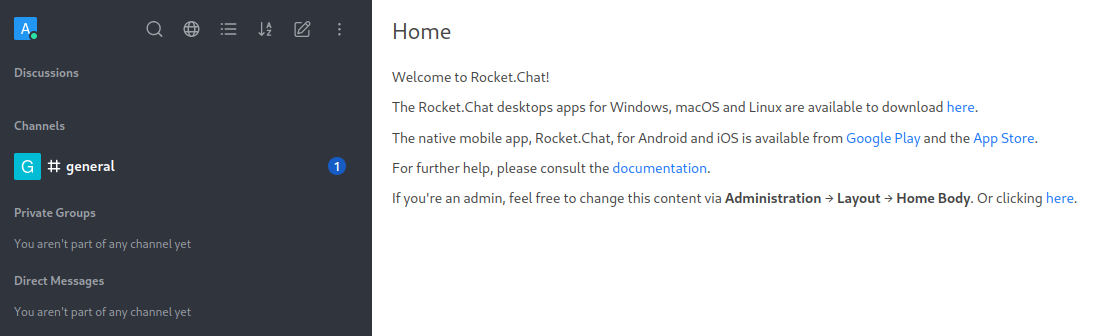 A
Discussions
Channels
G # general 1
Private Groups
You aren't part of any channel yet
Direct Messages
You aren't part of any channel yet
Home
Welcome to Rocket.Chat!
The Rocket.Chat desktops apps for Windows, macOS and Linux are available to download here.
The native mobile app, Rocket.Chat, for Android and iOS is available from Google Play and the App Store.
For further help, please consult the documentation.
If you're an admin, feel free to change this content via Administration → Layout → Home Body. Or clicking here.